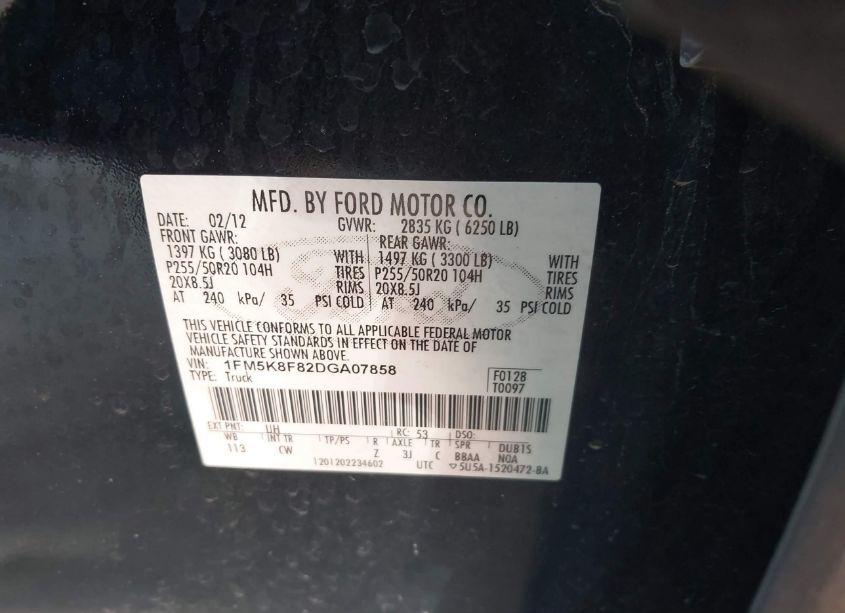 MFD. BY FORD MOTOR CO.
DATE: 02/12 GVWR: 2835 KG ( 6250 LB)
FRONT GAWR: REAR GAWR:
1397 KG ( 3080 LB) WITH 1497 KG ( 3300 LB) WITH
P255/50R20 104H TIRES P255/50R20 104H TIRES
20X8.5J RIMS 20X8.5J RIMS
AT 240 kPa/ 35 PSI COLD AT 240 kPa/ 35 PSI COLD
THIS VEHICLE CONFORMS TO ALL APPLICABLE FEDERAL MOTOR
VEHICLE SAFETY STANDARDS IN EFFECT ON THE DATE OF
MANUFACTURE SHOWN ABOVE.
VIN: 1FM5K8F82DGA07858 F0128
TYPE: Truck T0097
EXT PNT: UH RC: 53 DSO:
WB INT TR TP/PS R AXLE TR SPR DUB1S
113 CW Z 3J C BBAA NOA
1201202234602 UTC ▽5U5A-1520472-BA